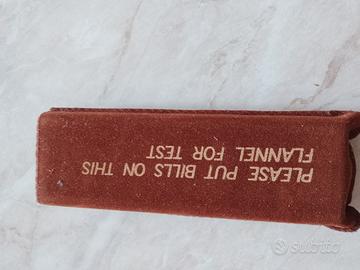 PLEASE PUT BILLS ON THIS
FLANNEL FOR TEST
subito